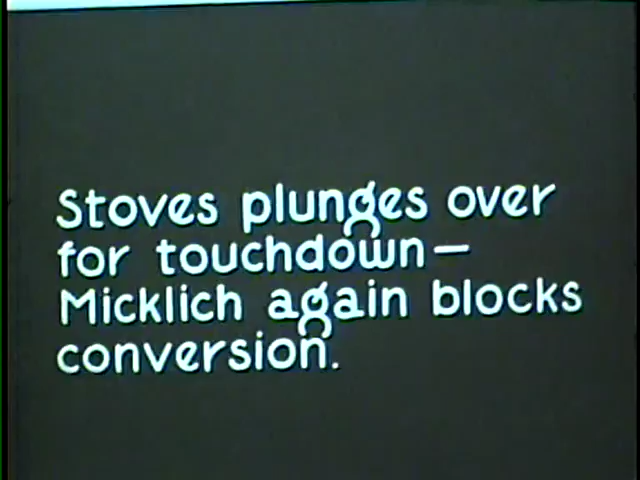 Stoves plunges over
for touchdown—
Micklich again blocks
conversion.